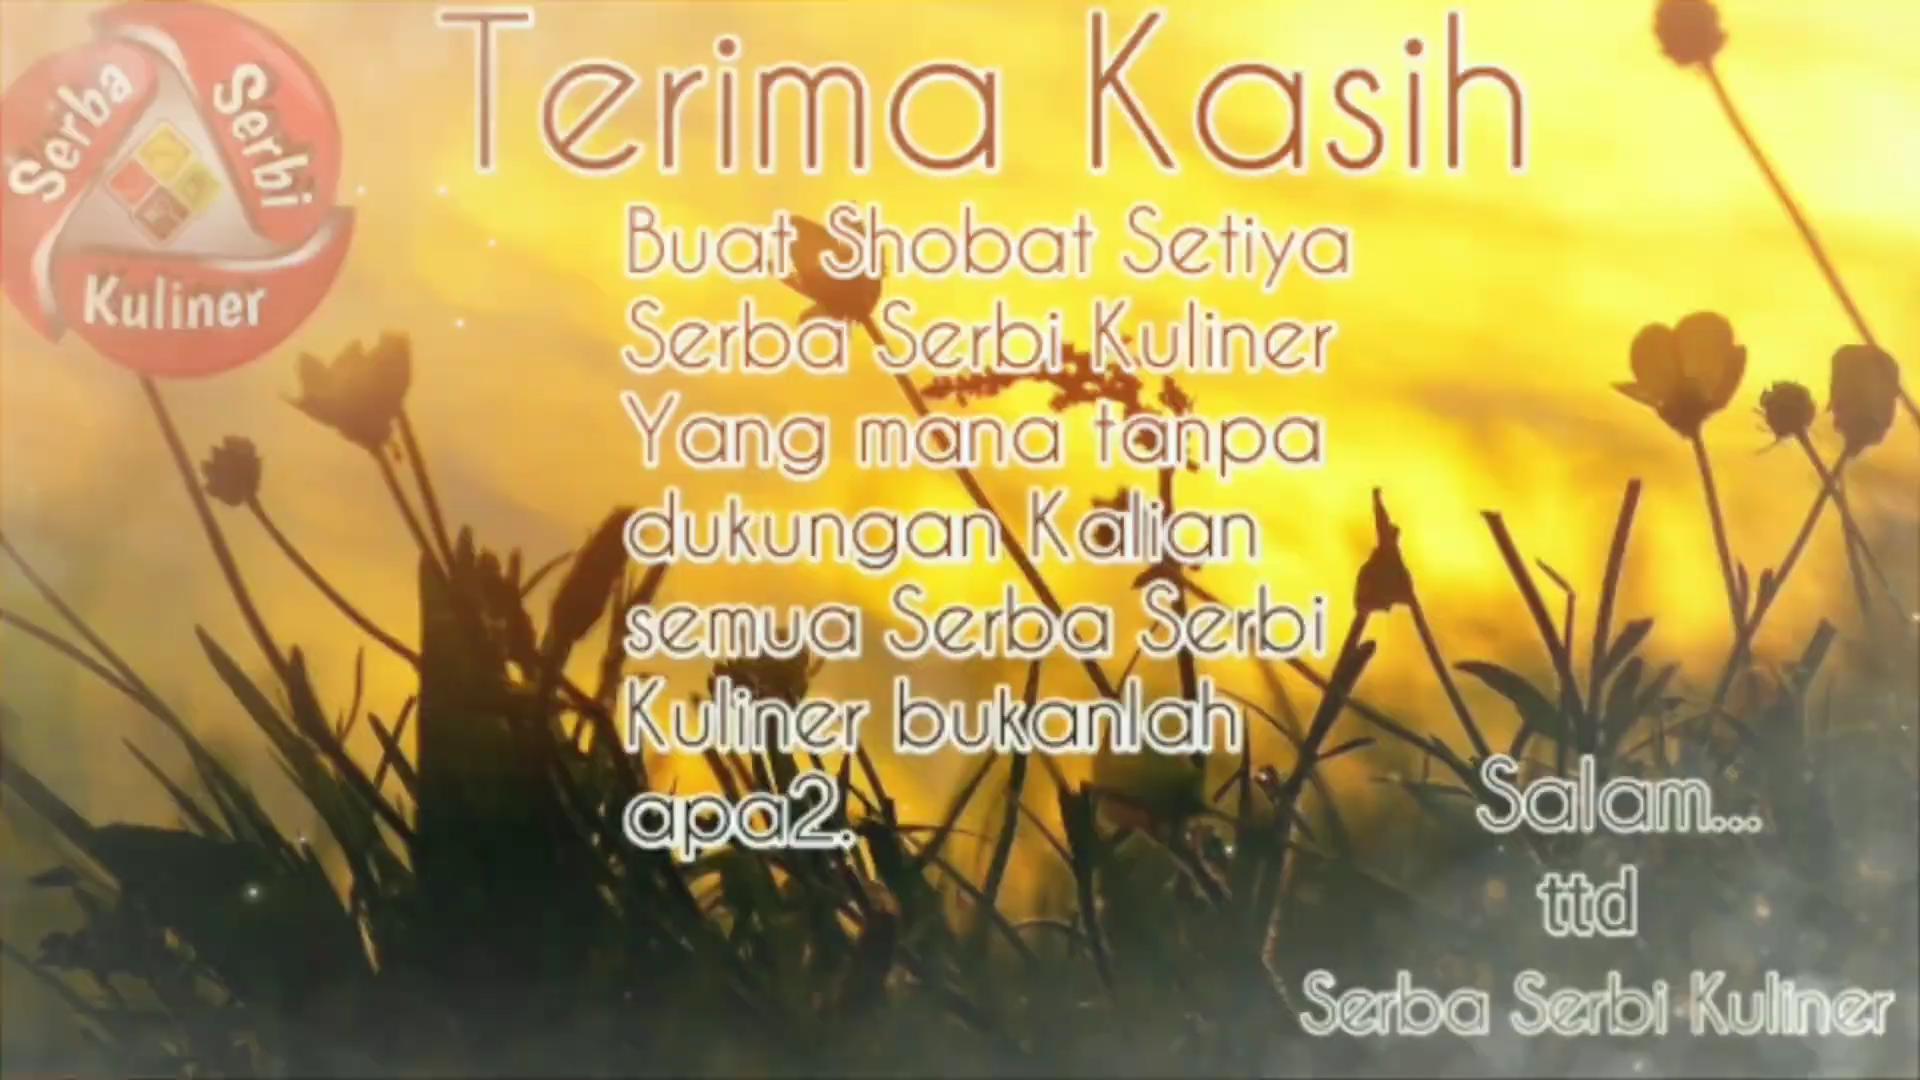 Serba
Serbi
Kuliner
Terima Kasih
Buat Shobat Setiya
Serba Serbi Kuliner
Yang mana tanpa
dukungan Kalian
semua Serba Serbi
Kuliner bukanlah
apa2.
Salam...
ttd
Serba Serbi Kuliner